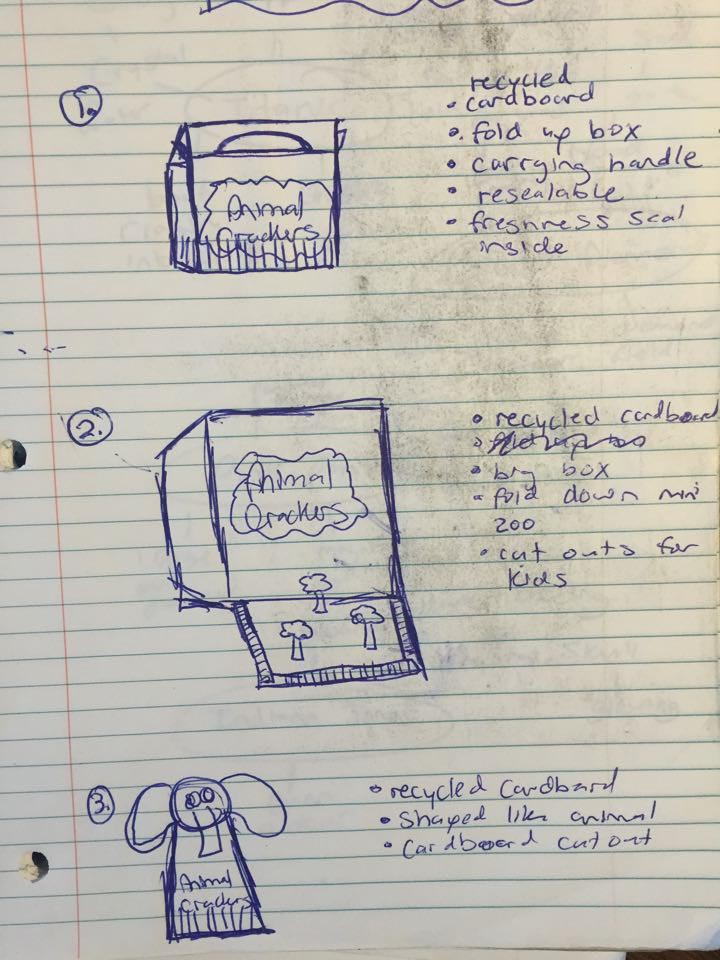 1.
Animal
Crackers
recycled
• cardboard
• fold up box
• carrying handle
• resealable
• freshness seal
inside
2.
Animal
Crackers
• recycled cardboard
• big box
• fold down mini
zoo
• cut outs for
kids
3.
Animal
Crackers
• recycled cardboard
• shaped like animal
• cardboard cut out